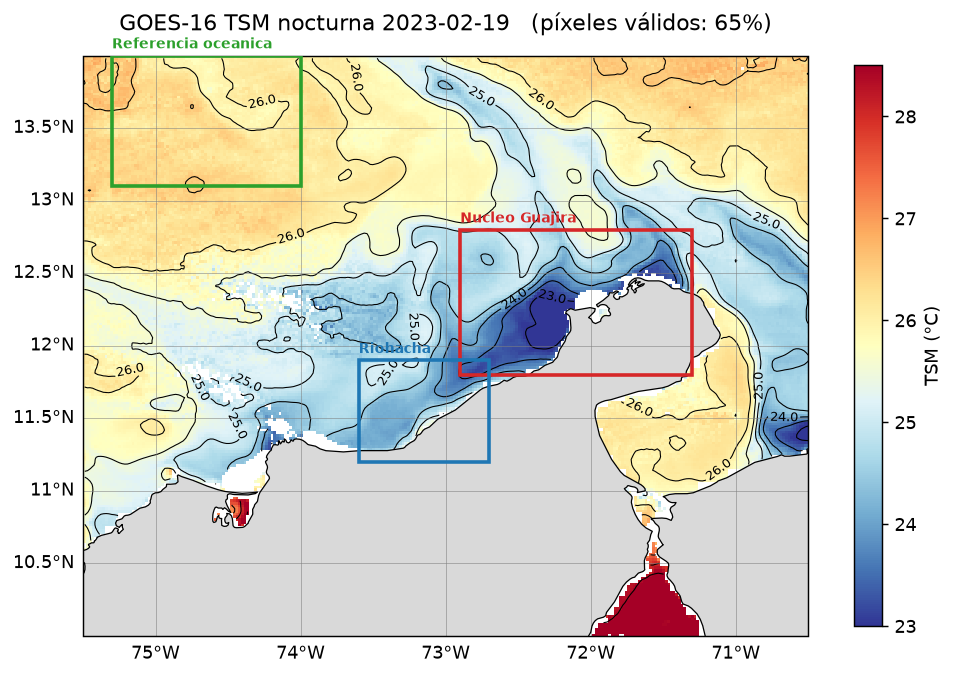 GOES-16 TSM nocturna 2023-02-19 (píxeles válidos: 65%)
Referencia oceanica
26.0
25.0
26.0
26.0
13.5°N
13°N
Nucleo Guajira
25.0
26.0
12.5°N
24.0
23.0
25.0
12°N
Riohacha
26.0
25.0
25.0
25.0
25.0
24.0
11.5°N
26.0
25.0
26.0
11°N
10.5°N
75°W
74°W
73°W
72°W
71°W
28
27
26
25
24
23
TSM (°C)